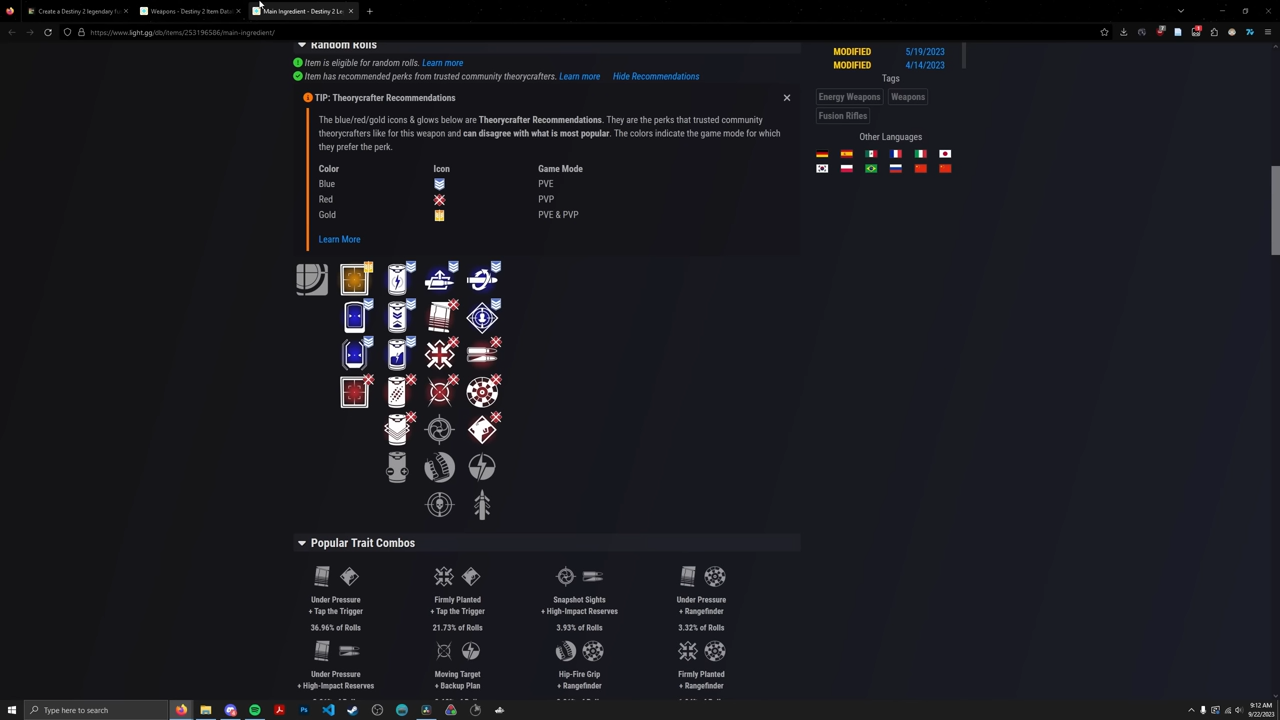 Create a Destiny 2 legendary fu
Weapons - Destiny 2 Item Data
Main Ingredient - Destiny 2 Le
https://www.light.gg/db/items/253196586/main-ingredient/
Random Rolls
Item is eligible for random rolls. Learn more
Item has recommended perks from trusted community theorycrafters. Learn more Hide Recommendations
TIP: Theorycrafter Recommendations
The blue/red/gold icons & glows below are Theorycrafter Recommendations. They are the perks that trusted community
theorycrafters like for this weapon and can disagree with what is most popular. The colors indicate the game mode for which
they prefer the perk.
Color Icon Game Mode
Blue PVE
Red PVP
Gold PVE & PVP
Learn More
Popular Trait Combos
Under Pressure
+ Tap the Trigger
36.96% of Rolls
Firmly Planted
+ Tap the Trigger
21.73% of Rolls
Snapshot Sights
+ High-Impact Reserves
3.93% of Rolls
Under Pressure
+ Rangefinder
3.32% of Rolls
Under Pressure
+ High-Impact Reserves
Moving Target
+ Backup Plan
Hip-Fire Grip
+ Rangefinder
Firmly Planted
+ Rangefinder
MODIFIED 5/19/2023
MODIFIED 4/14/2023
Tags
Energy Weapons Weapons
Fusion Rifles
Other Languages
Type here to search
9:12 AM
9/22/2023